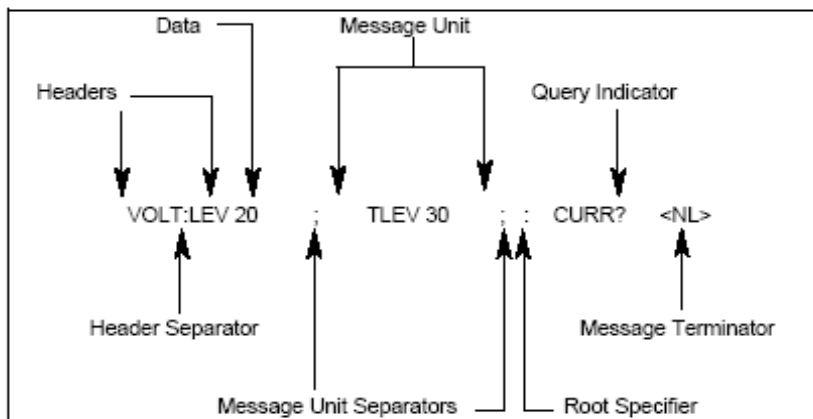 Data Message Unit
Headers Query Indicator
VOLT:LEV 20 ; TLEV 30 ; : CURR? <NL>
Header Separator Message Terminator
Message Unit Separators Root Specifier